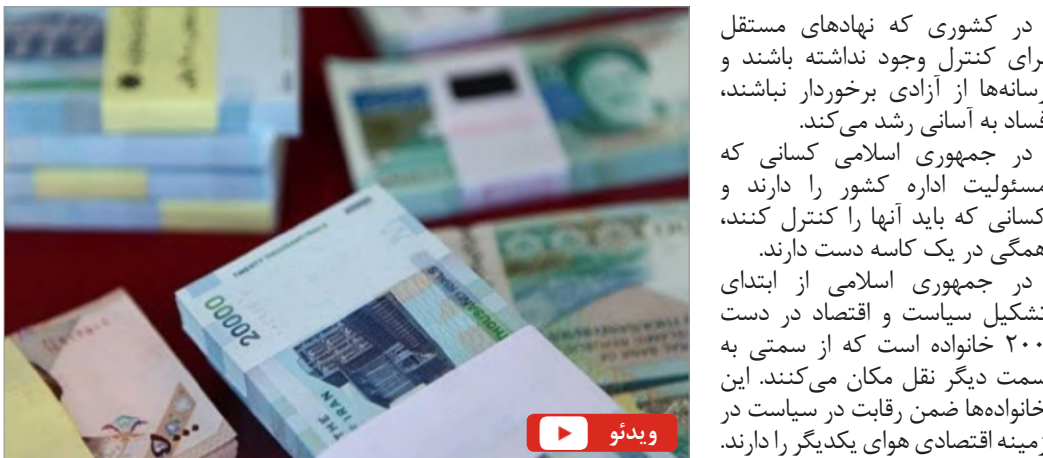 در کشوری که نهادهای مستقل
برای کنترل وجود نداشته باشند و
رسانه‌ها از آزادی برخوردار نباشند،
فساد به آسانی رشد می‌کند.
در جمهوری اسلامی کسانی که
مسئولیت اداره کشور را دارند و
کسانی که باید آنها را کنترل کنند،
همگی در یک کاسه دست دارند.
در جمهوری اسلامی از ابتدای
تشکیل سیاست و اقتصاد در دست
۲۰۰ خانواده است که از سمتی به
سمت دیگر نقل مکان می‌کنند. این
خانواده‌ها ضمن رقابت در سیاست در
زمینه اقتصادی هوای یکدیگر را دارند.
20000
THE
IRAN
ویدئو